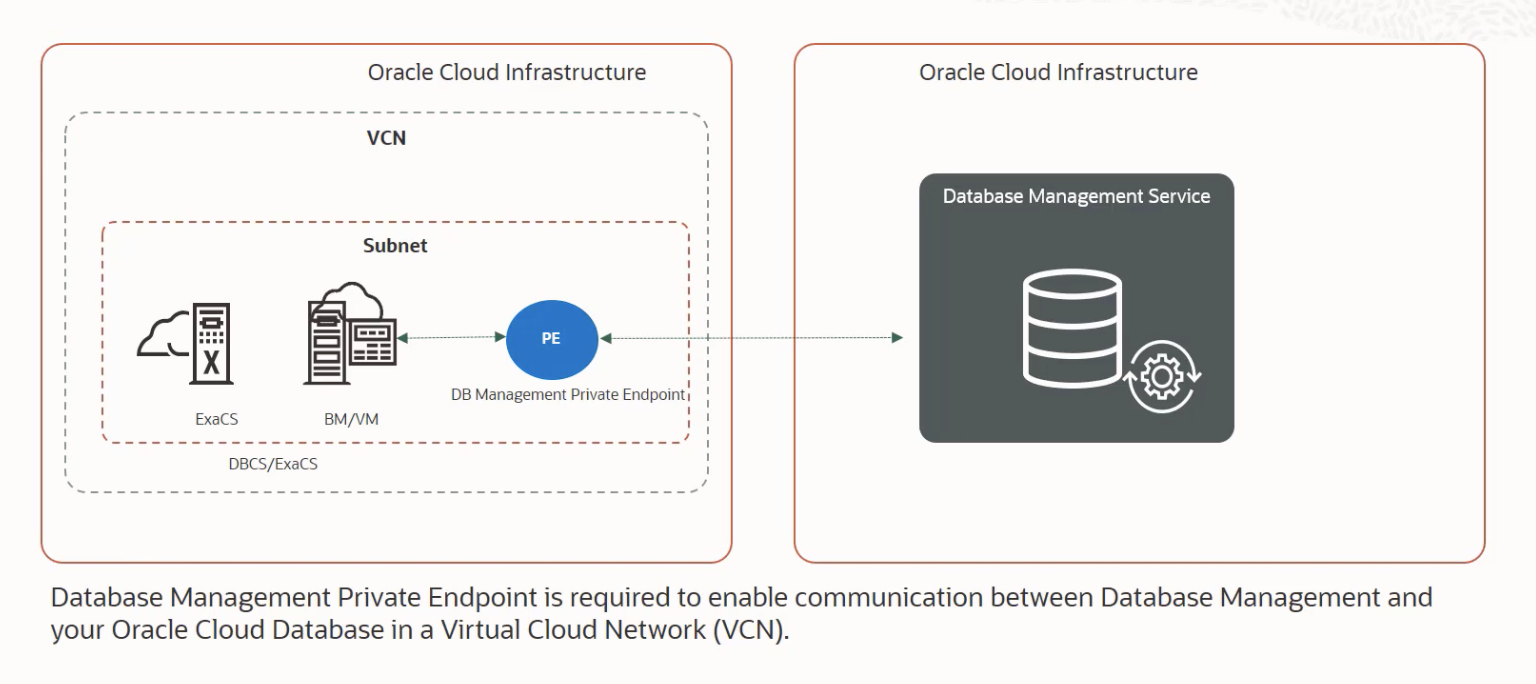 Oracle Cloud Infrastructure
VCN
Subnet
X
PE
DB Management Private Endpoint
ExaCS
BM/VM
DBCS/ExaCS
Oracle Cloud Infrastructure
Database Management Service
Database Management Private Endpoint is required to enable communication between Database Management and
your Oracle Cloud Database in a Virtual Cloud Network (VCN).